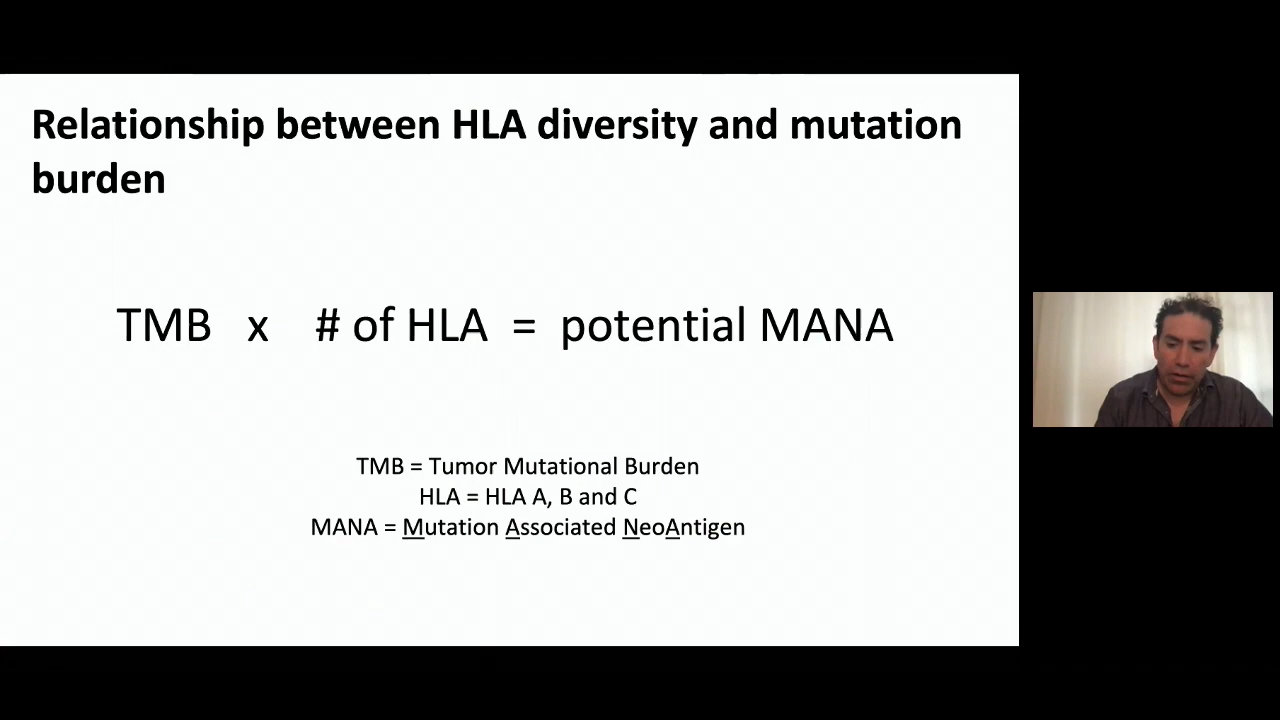 Relationship between HLA diversity and mutation
burden
TMB x # of HLA = potential MANA
TMB = Tumor Mutational Burden
HLA = HLA A, B and C
MANA = Mutation Associated NeoAntigen